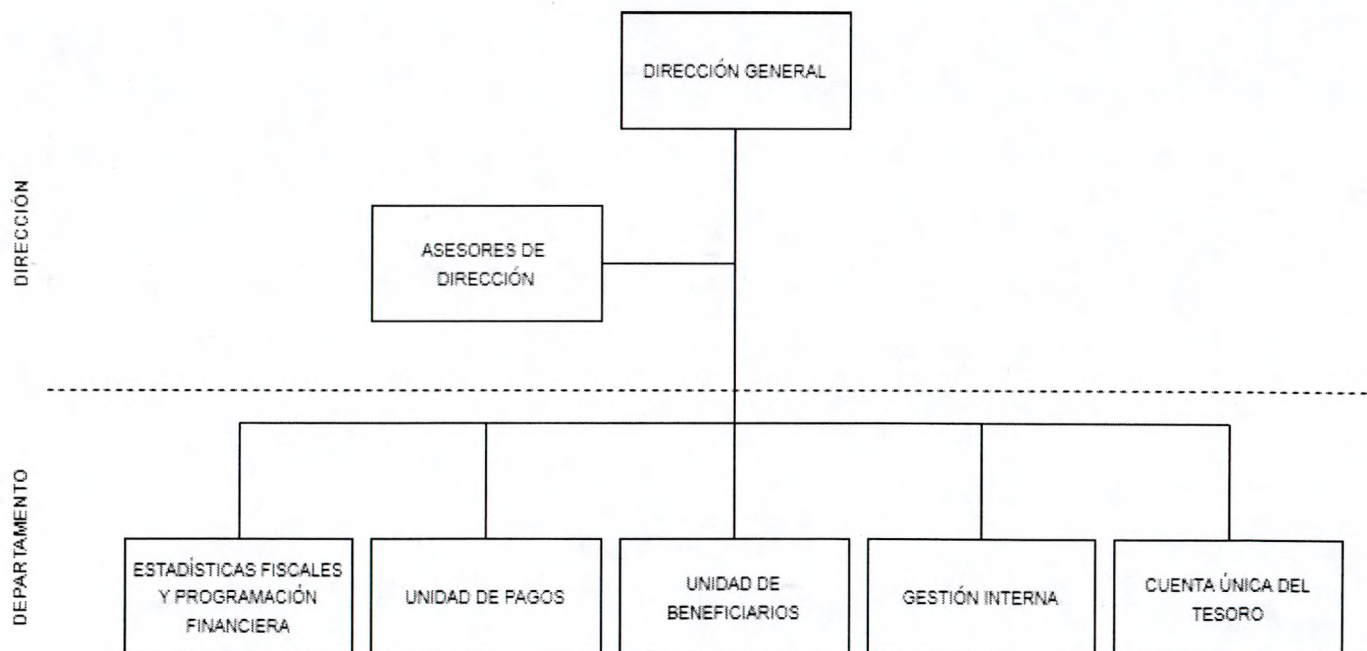 DIRECCIÓN GENERAL
DIRECCIÓN
ASESORES DE
DIRECCIÓN
DEPARTAMENTO
ESTADÍSTICAS FISCALES
Y PROGRAMACIÓN
FINANCIERA
UNIDAD DE PAGOS
UNIDAD DE
BENEFICIARIOS
GESTIÓN INTERNA
CUENTA ÚNICA DEL
TESORO